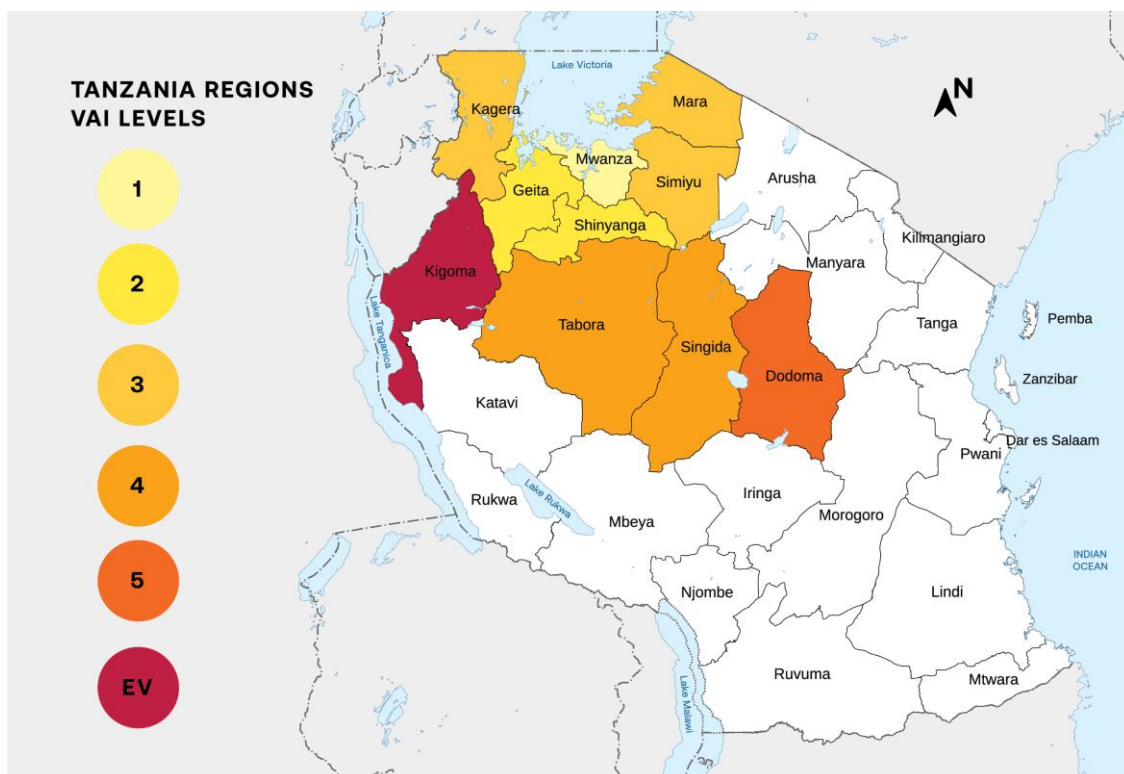 TANZANIA REGIONS
VAI LEVELS
1
2
3
4
5
EV
N
Lake Victoria
Kagera
Mara
Mwanza
Geita
Simiyu
Arusha
Shinyanga
Kilimangiaro
Kigoma
Manyara
Lake Tanganica
Tabora
Singida
Tanga
Pemba
Dodoma
Zanzibar
Katavi
Dar es Salaam
Pwani
Rukwa
Lake Rukwa
Iringa
Mbeya
Morogoro
INDIAN
OCEAN
Njombe
Lindi
Ruvuma
Mtwara
Lake Malawi